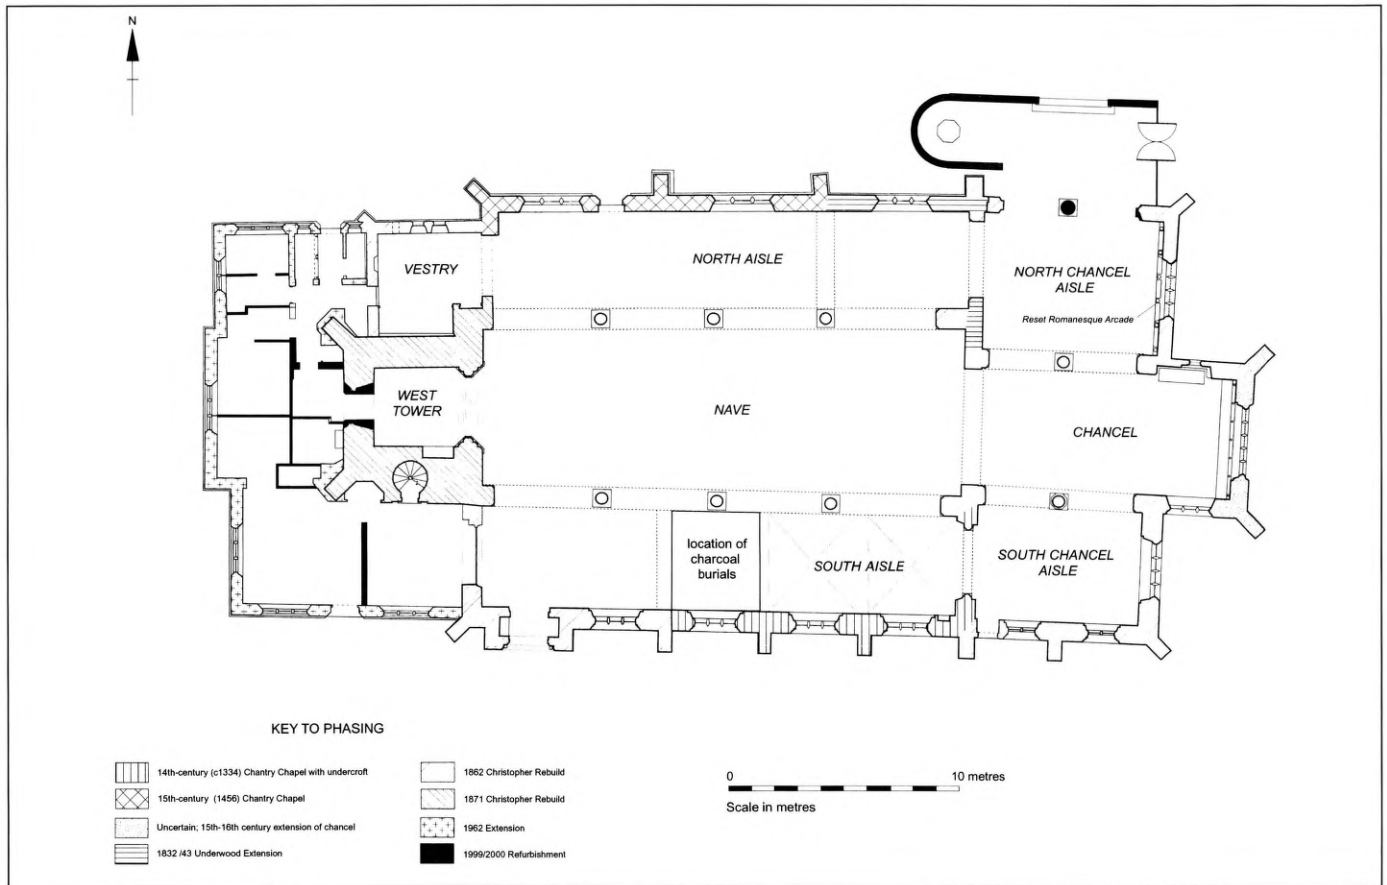 N
VESTRY
NORTH AISLE
NORTH CHANCEL
AISLE
Reset Romanesque Arcade
WEST
TOWER
NAVE
CHANCEL
location of
charcoal
burials
SOUTH AISLE
SOUTH CHANCEL
AISLE
KEY TO PHASING
14th-century (c1334) Chantry Chapel with undercroft
15th-century (1456) Chantry Chapel
Uncertain; 15th-16th century extension of chancel
1832 /43 Underwood Extension
1862 Christopher Rebuild
1871 Christopher Rebuild
1962 Extension
1999/2000 Refurbishment
0 10 metres
Scale in metres